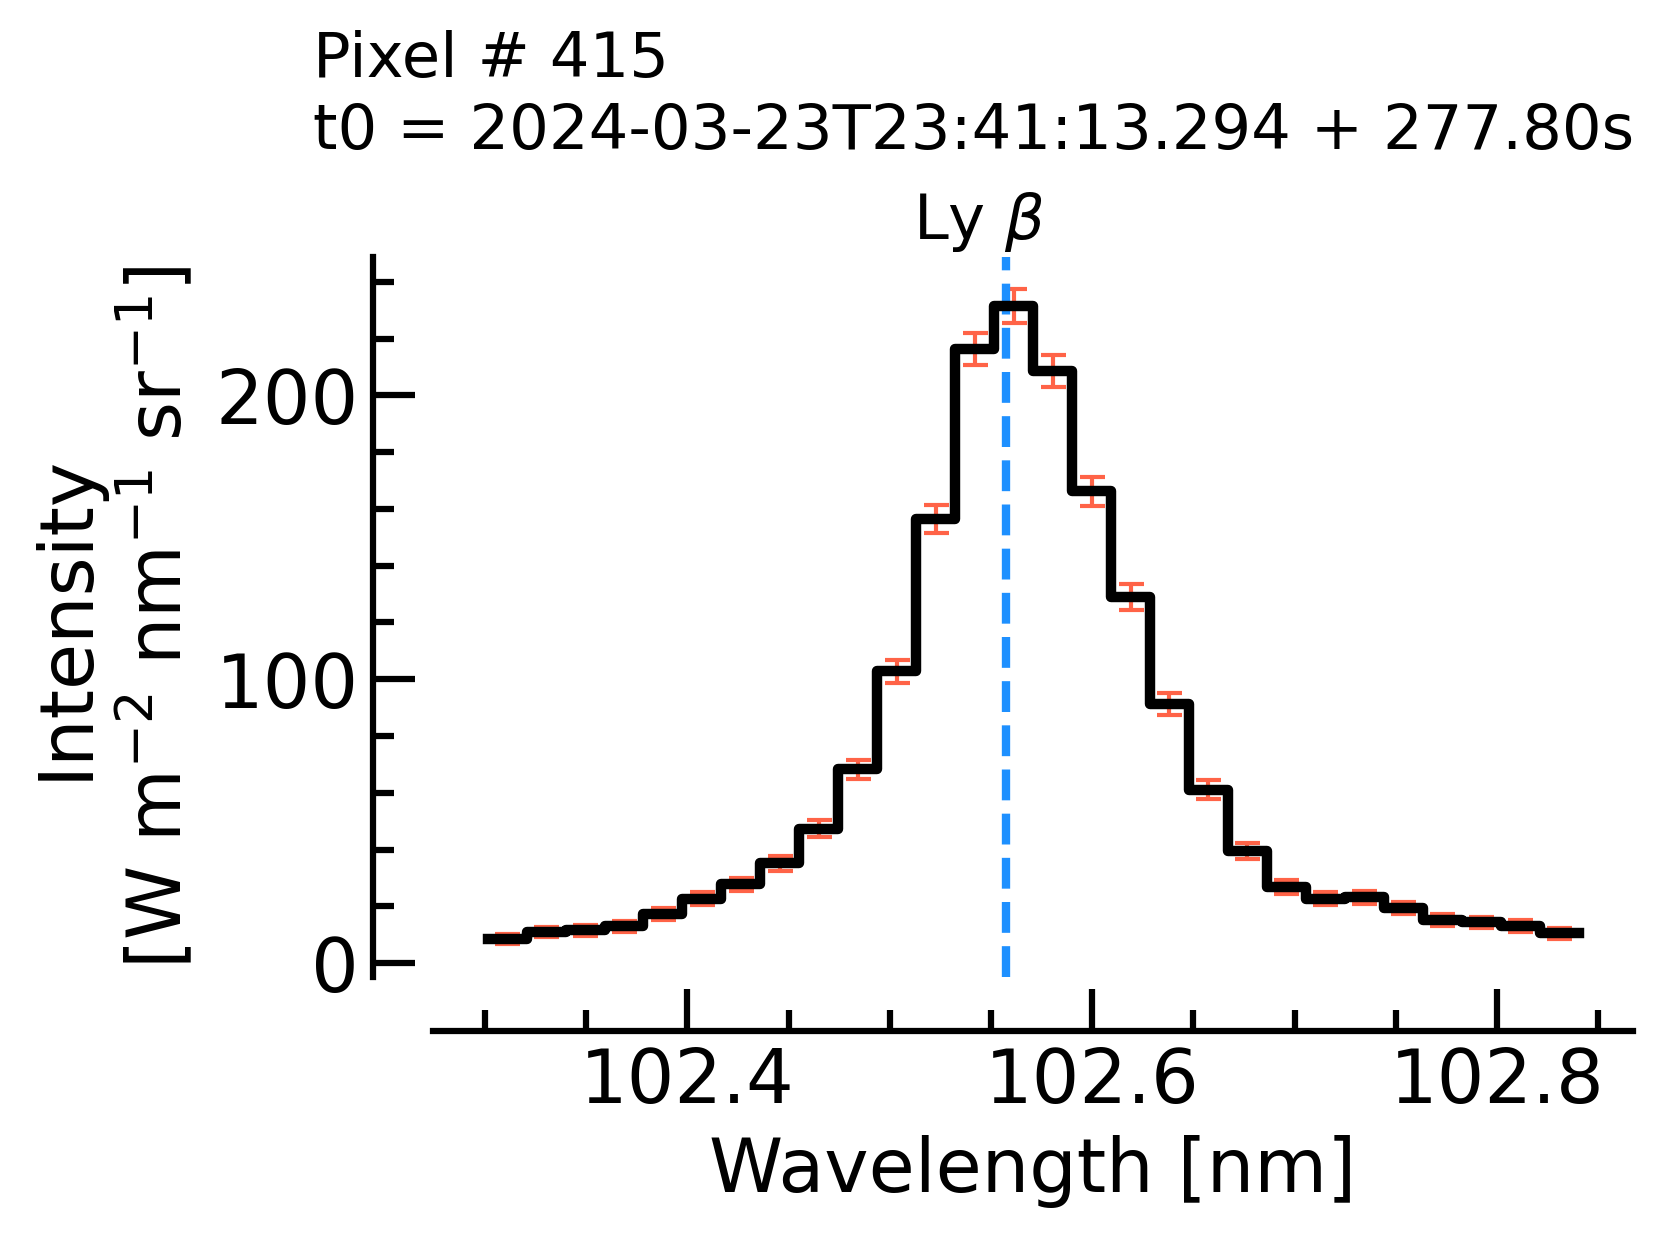 Pixel # 415
t0 = 2024-03-23T23:41:13.294 + 277.80s
Ly β
Intensity
[W m⁻² nm⁻¹ sr⁻¹]
200
100
0
102.4 102.6 102.8
Wavelength [nm]